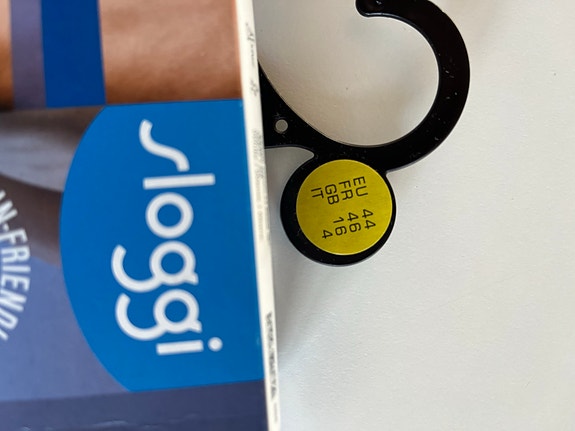 sloggi
EU 44
FR 46
GB 16
IT 4